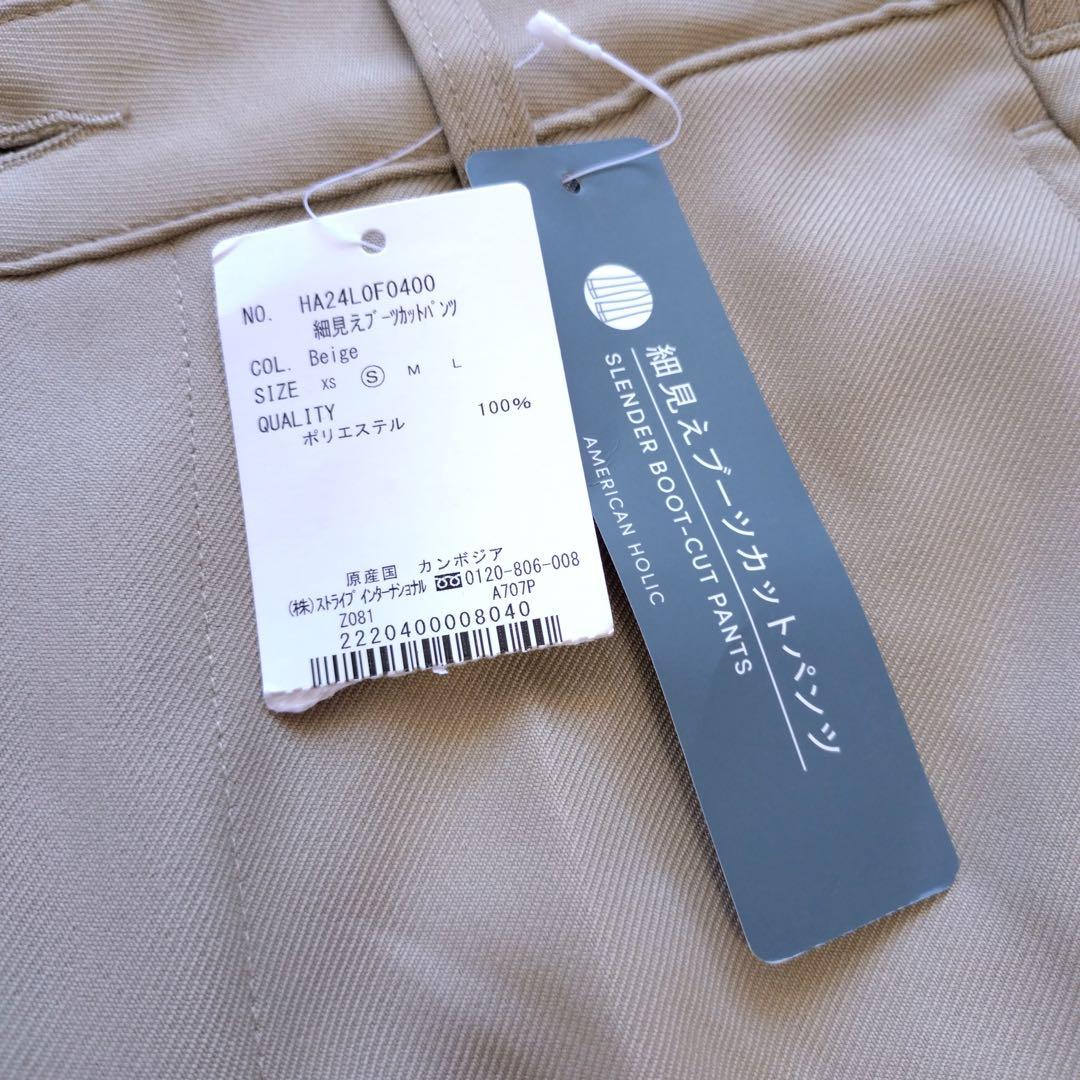 NO. HA24L0F0400
細見えブーツカットパンツ
COL. Beige
SIZE XS Ⓢ M L
QUALITY
ポリエステル 100%
原産国 カンボジア
(株)ストライプ インターナショナル 0120-806-008
Z081 A707P
2220400008040
細見えブーツカットパンツ
SLENDER BOOT-CUT PANTS
AMERICAN HOLIC